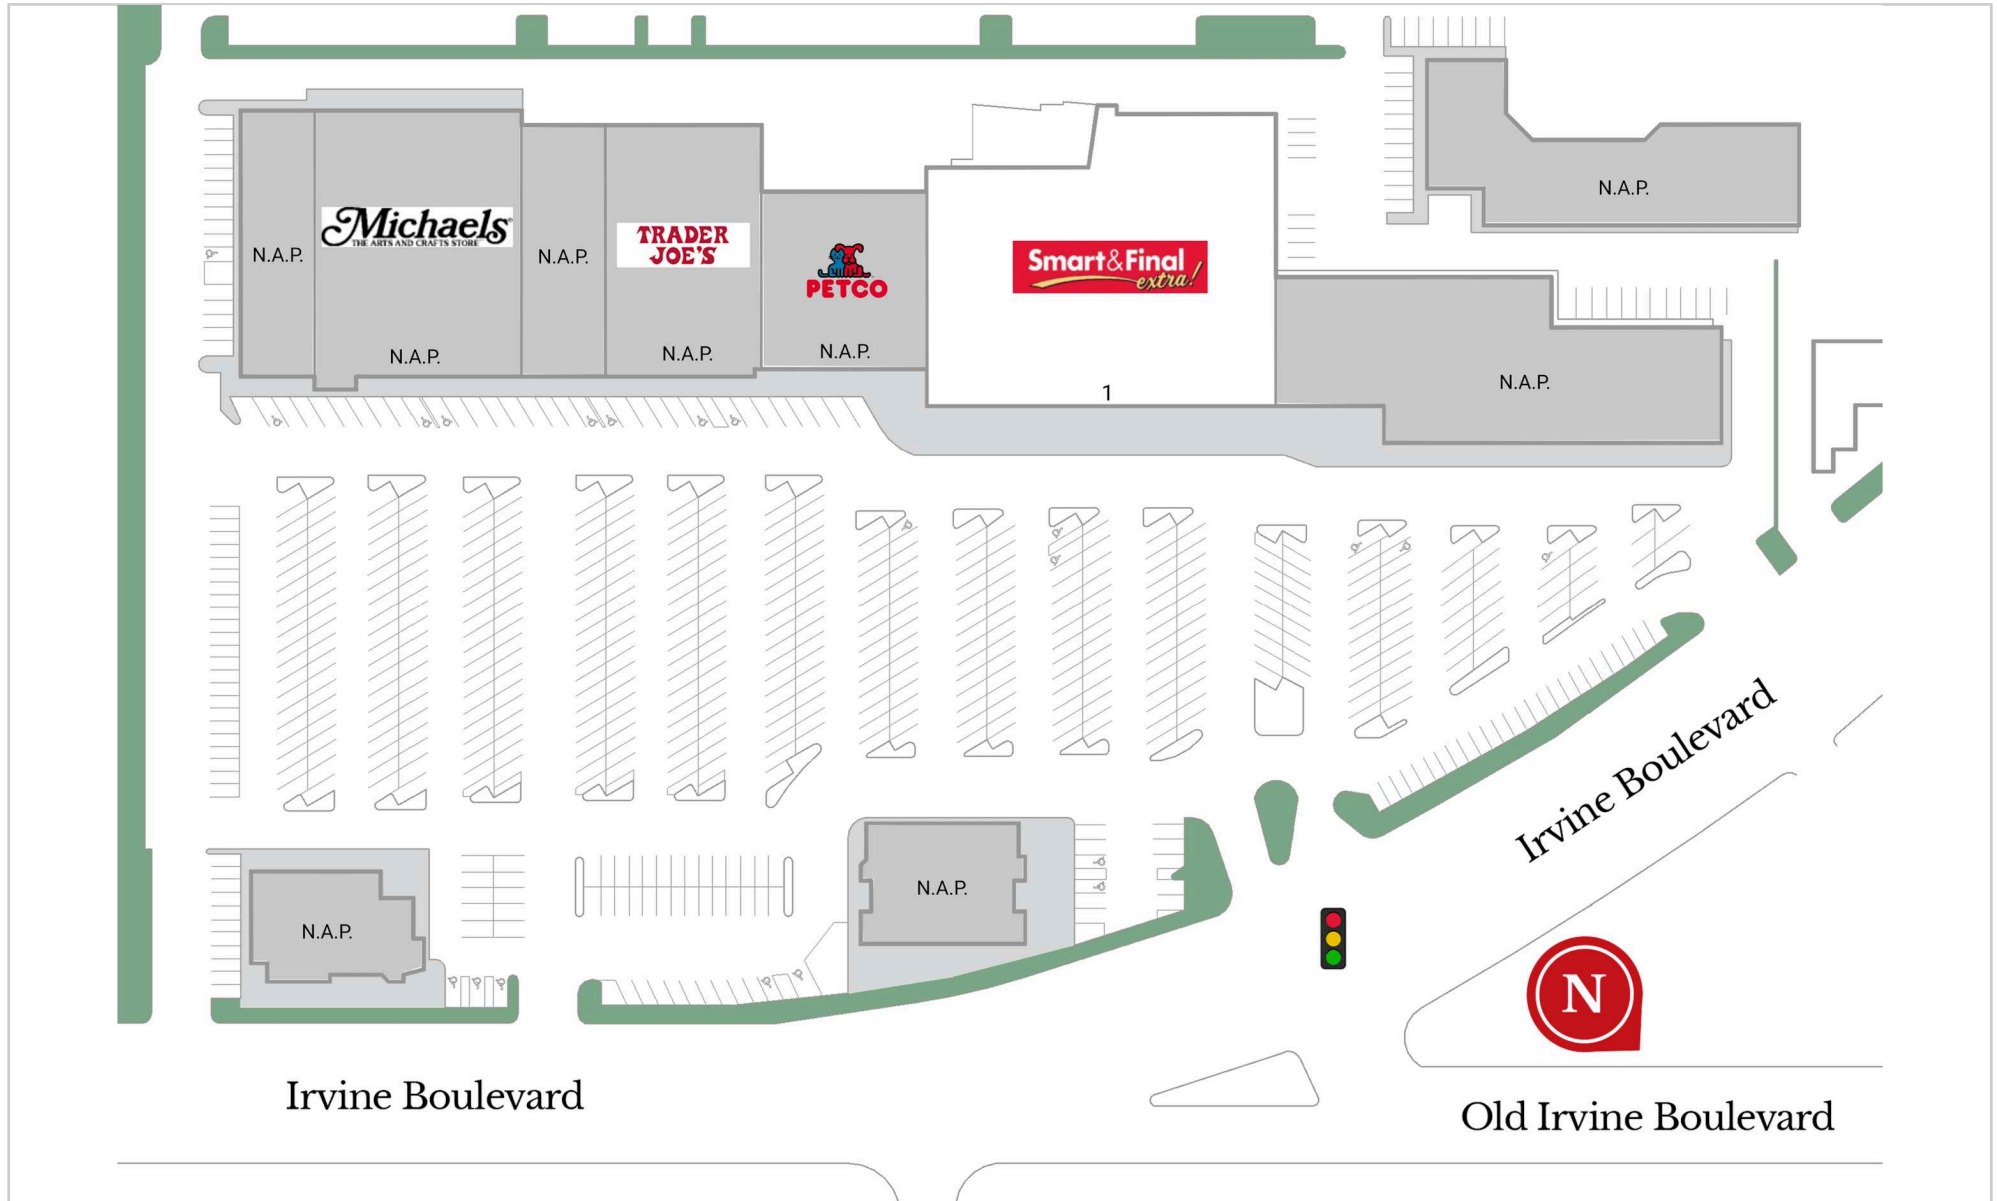 N.A.P.
Michaels
THE ARTS AND CRAFTS STORE
N.A.P.
N.A.P.
TRADER
JOE'S
N.A.P.
PETCO
N.A.P.
Smart&Final
extra!
1
N.A.P.
N.A.P.
N.A.P.
N.A.P.
Irvine Boulevard
N
Irvine Boulevard
Old Irvine Boulevard